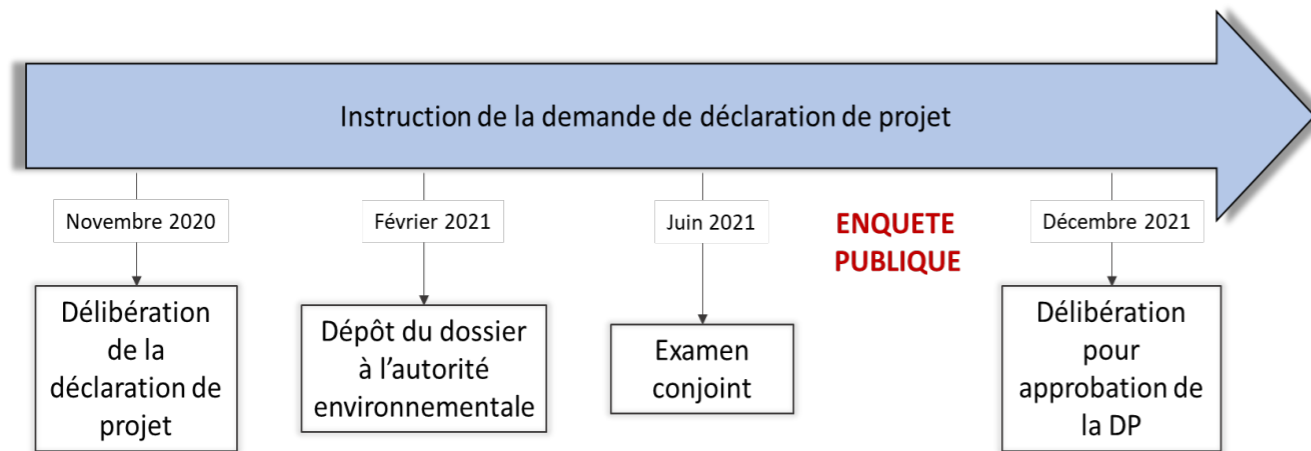 Instruction de la demande de déclaration de projet
Novembre 2020
Février 2021
Juin 2021
ENQUETE
PUBLIQUE
Décembre 2021
Délibération
de la
déclaration de
projet
Dépôt du dossier
à l’autorité
environnementale
Examen
conjoint
Délibération
pour
approbation de
la DP